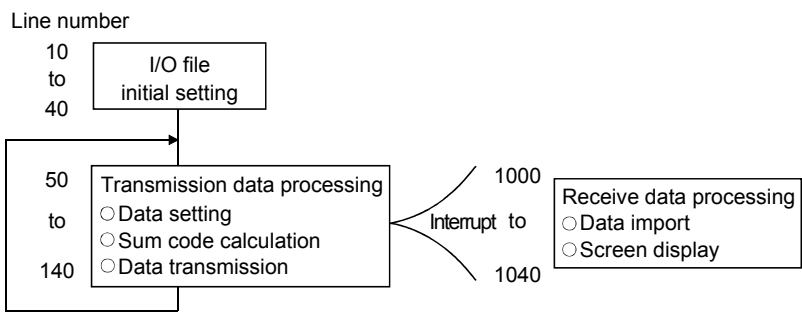 Line number
10
to
40
I/O file
initial setting
50
to
140
Transmission data processing
○ Data setting
○ Sum code calculation
○ Data transmission
Interrupt
1000
to
1040
Receive data processing
○ Data import
○ Screen display